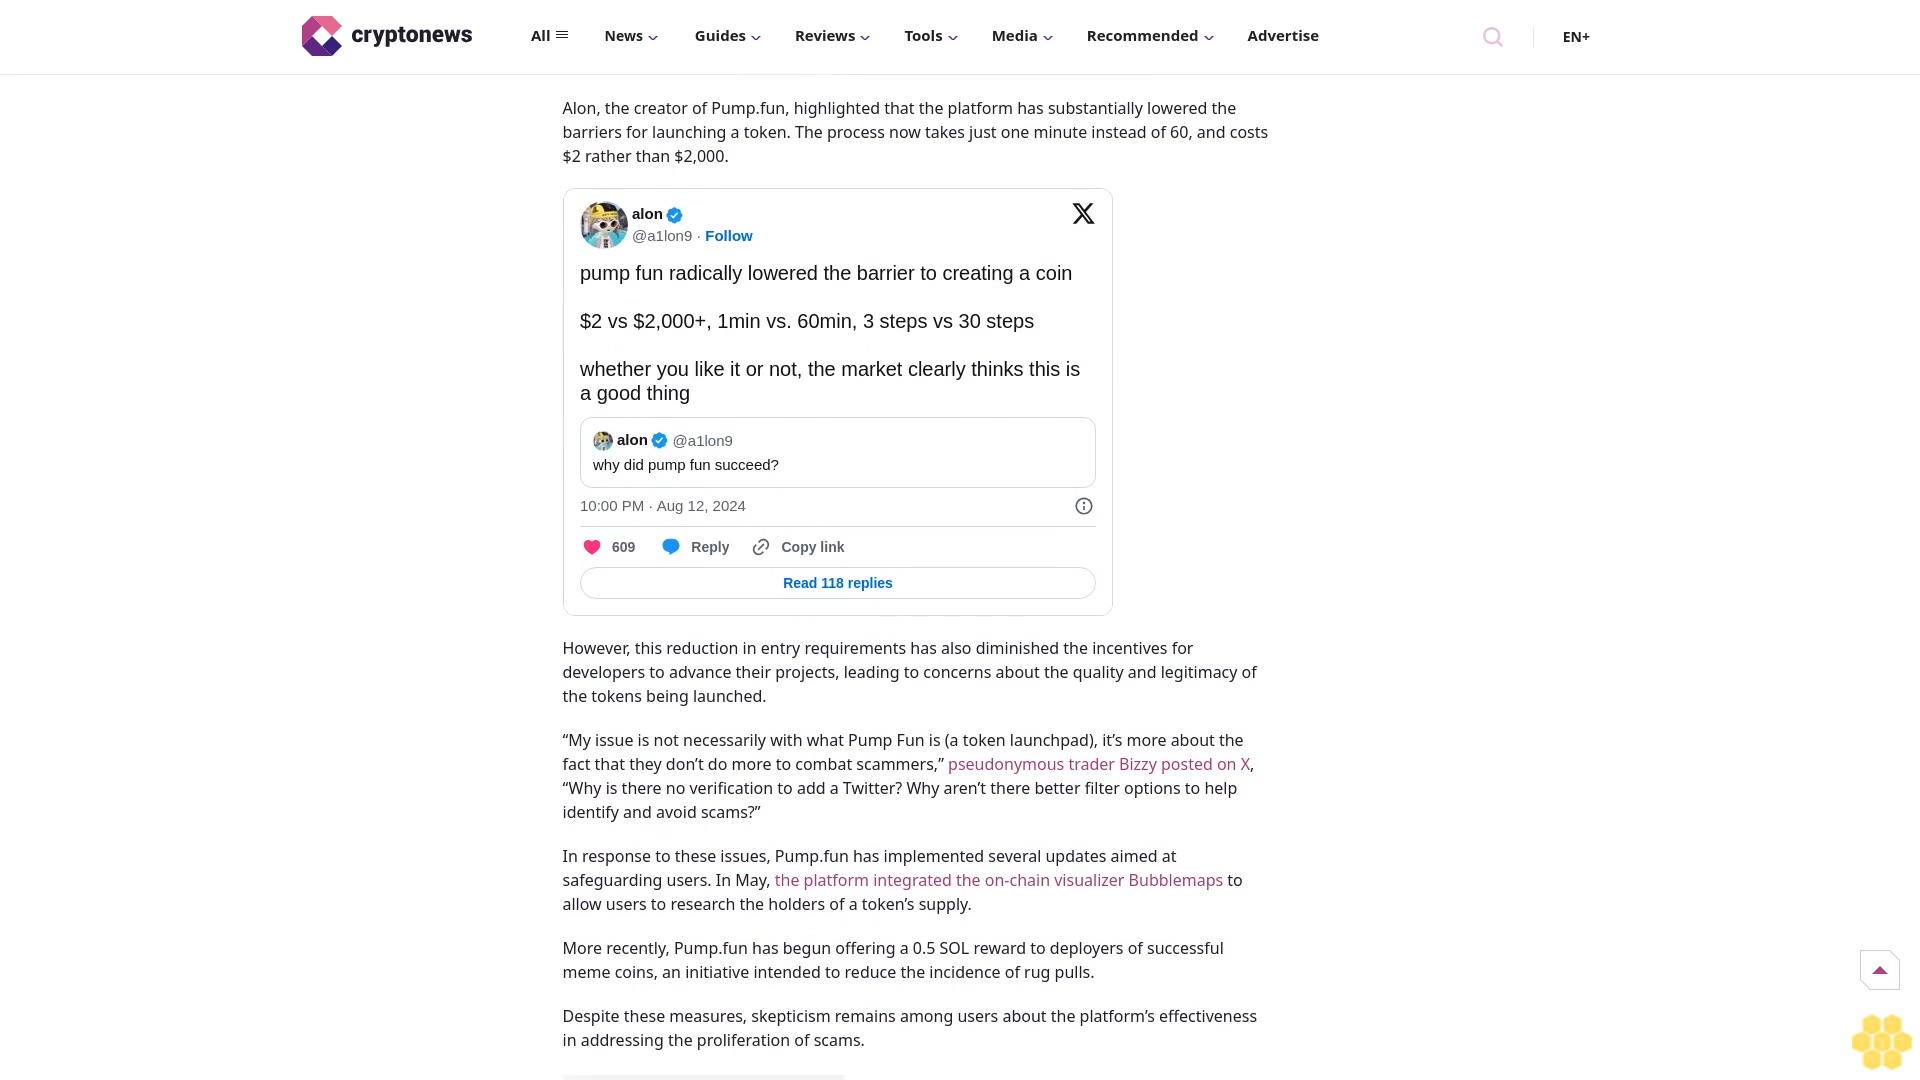 cryptonews
All
News
Guides
Reviews
Tools
Media
Recommended
Advertise
EN+
Alon, the creator of Pump.fun, highlighted that the platform has substantially lowered the
barriers for launching a token. The process now takes just one minute instead of 60, and costs
$2 rather than $2,000.
alon
@a1lon9 · Follow
pump fun radically lowered the barrier to creating a coin
$2 vs $2,000+, 1min vs. 60min, 3 steps vs 30 steps
whether you like it or not, the market clearly thinks this is
a good thing
alon @a1lon9
why did pump fun succeed?
10:00 PM · Aug 12, 2024
609 Reply Copy link
Read 118 replies
However, this reduction in entry requirements has also diminished the incentives for
developers to advance their projects, leading to concerns about the quality and legitimacy of
the tokens being launched.
“My issue is not necessarily with what Pump Fun is (a token launchpad), it’s more about the
fact that they don’t do more to combat scammers,” pseudonymous trader Bizzy posted on X,
“Why is there no verification to add a Twitter? Why aren’t there better filter options to help
identify and avoid scams?”
In response to these issues, Pump.fun has implemented several updates aimed at
safeguarding users. In May, the platform integrated the on-chain visualizer Bubblemaps to
allow users to research the holders of a token’s supply.
More recently, Pump.fun has begun offering a 0.5 SOL reward to deployers of successful
meme coins, an initiative intended to reduce the incidence of rug pulls.
Despite these measures, skepticism remains among users about the platform’s effectiveness
in addressing the proliferation of scams.